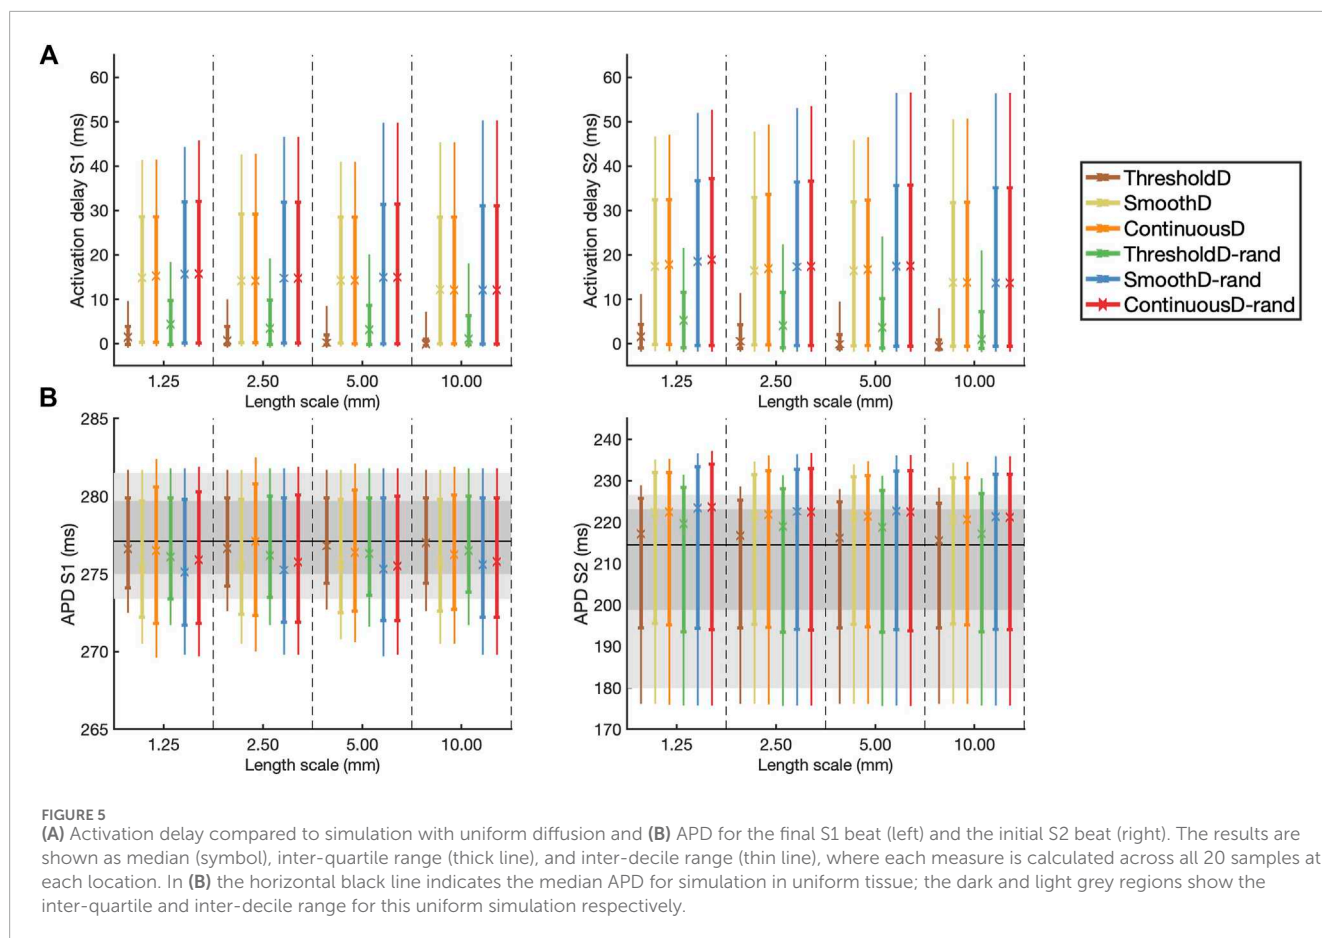 A
60
50
40
30
20
10
0
Activation delay S1 (ms)
1.25 2.50 5.00 10.00
Length scale (mm)
60
50
40
30
20
10
0
Activation delay S2 (ms)
1.25 2.50 5.00 10.00
Length scale (mm)
ThresholdD
SmoothD
ContinuousD
ThresholdD-rand
SmoothD-rand
ContinuousD-rand
B
285
280
275
270
265
APD S1 (ms)
1.25 2.50 5.00 10.00
Length scale (mm)
240
230
220
210
200
190
180
170
APD S2 (ms)
1.25 2.50 5.00 10.00
Length scale (mm)
FIGURE 5
(A) Activation delay compared to simulation with uniform diffusion and (B) APD for the final S1 beat (left) and the initial S2 beat (right). The results are
shown as median (symbol), inter-quartile range (thick line), and inter-decile range (thin line), where each measure is calculated across all 20 samples at
each location. In (B) the horizontal black line indicates the median APD for simulation in uniform tissue; the dark and light grey regions show the
inter-quartile and inter-decile range for this uniform simulation respectively.